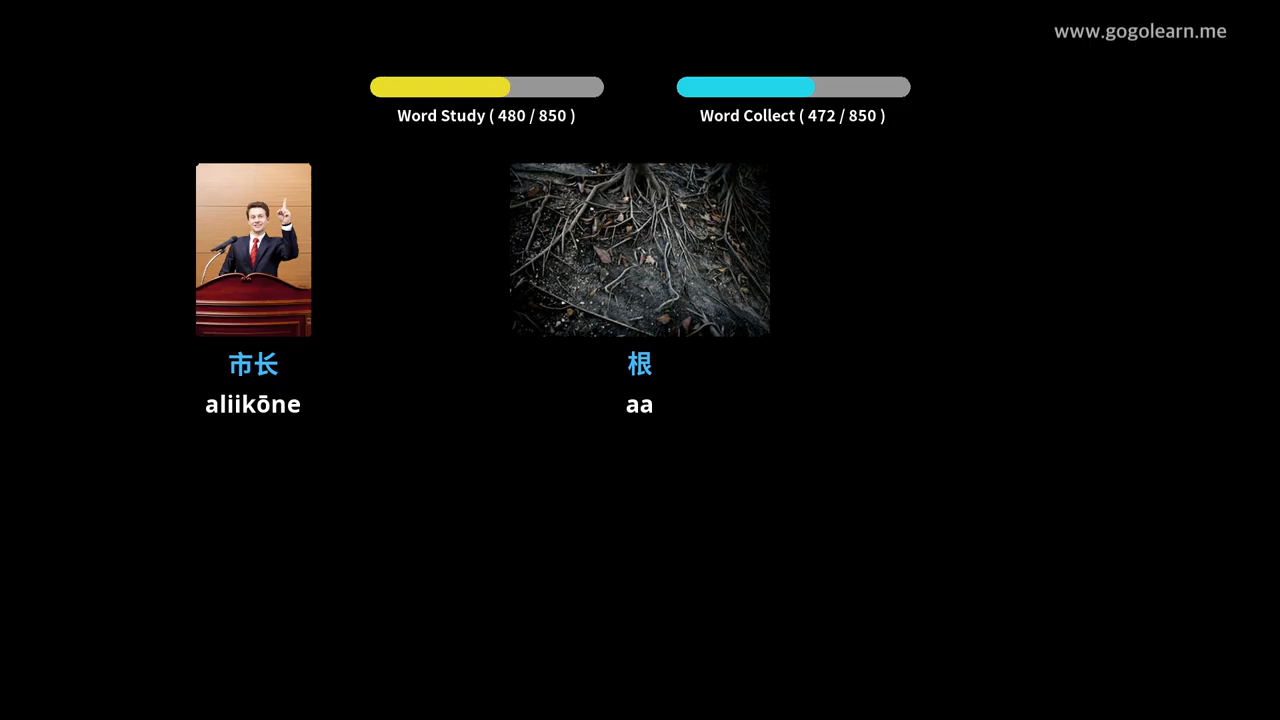 www.gogolearn.me
Word Study ( 480 / 850 )
Word Collect ( 472 / 850 )
市长
aliikōne
根
aa